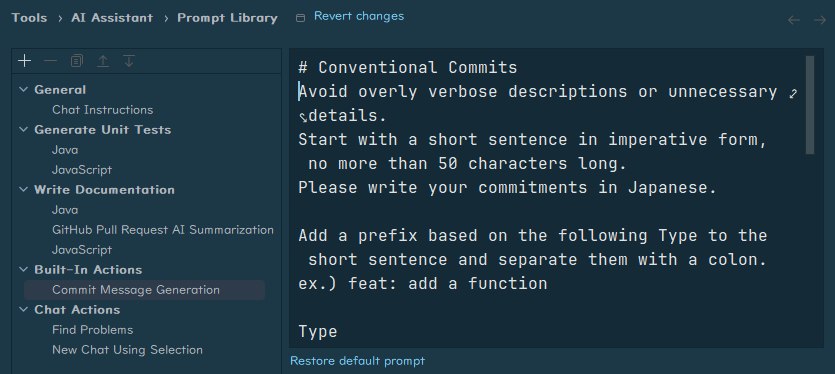 Tools › AI Assistant › Prompt Library Revert changes
General
Chat Instructions
Generate Unit Tests
Java
JavaScript
Write Documentation
Java
GitHub Pull Request AI Summarization
JavaScript
Built-In Actions
Commit Message Generation
Chat Actions
Find Problems
New Chat Using Selection
# Conventional Commits
Avoid overly verbose descriptions or unnecessary
details.
Start with a short sentence in imperative form,
no more than 50 characters long.
Please write your commitments in Japanese.
Add a prefix based on the following Type to the
short sentence and separate them with a colon.
ex.) feat: add a function
Type
Restore default prompt